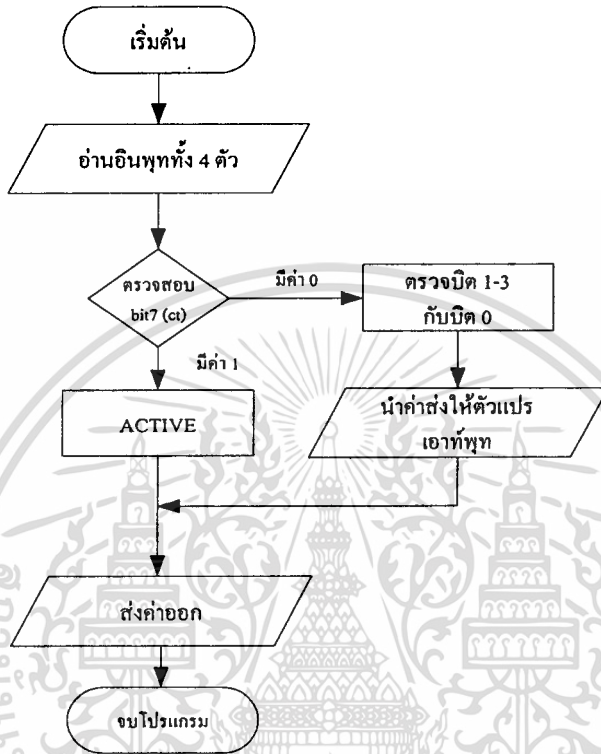 เริ่มต้น
อ่านอินพุททั้ง 4 ตัว
ตรวจสอบ
bit7 (ct)
มีค่า 0
ตรวจบิต 1-3
กับบิต 0
มีค่า 1
ACTIVE
นำค่าส่งให้ตัวแปร
เอาท์พุท
ส่งค่าออก
จบโปรแกรม